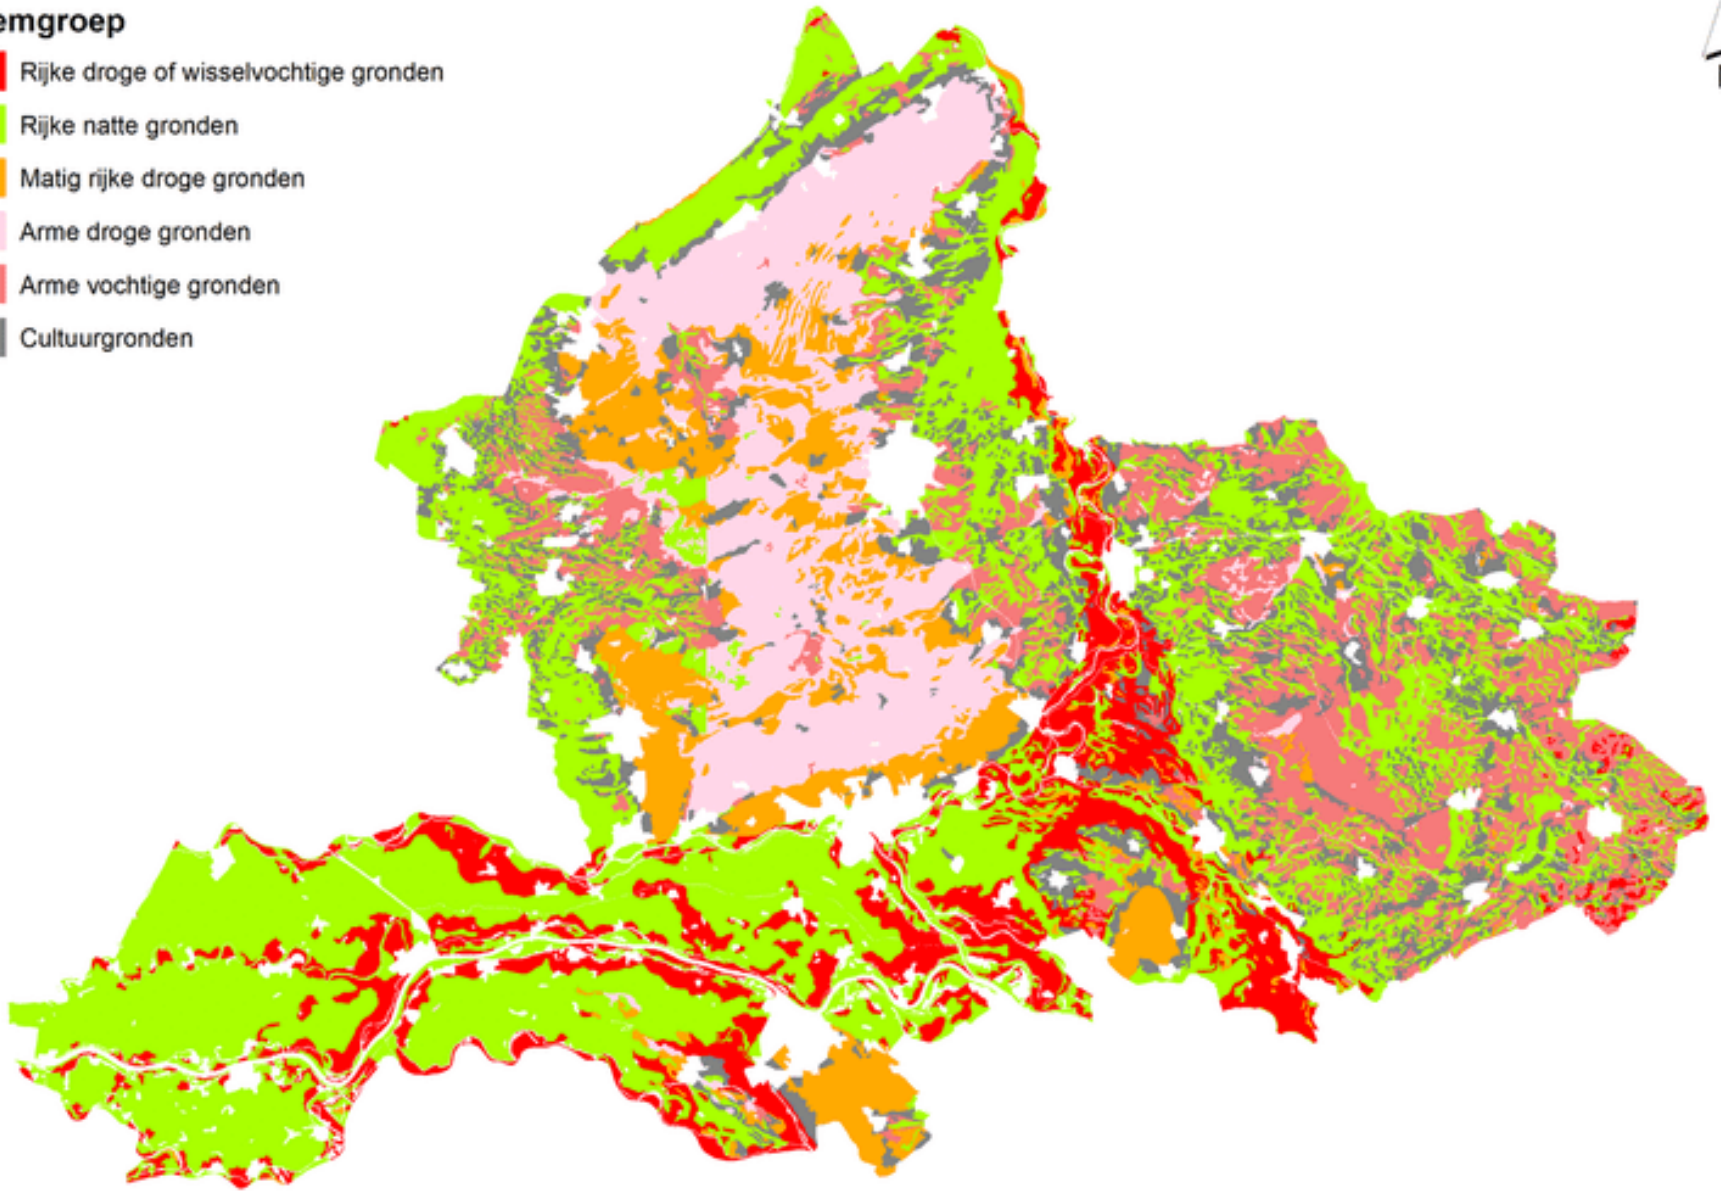 emgroep
Rijke droge of wisselvochtige gronden
Rijke natte gronden
Matig rijke droge gronden
Arme droge gronden
Arme vochtige gronden
Cultuurgronden